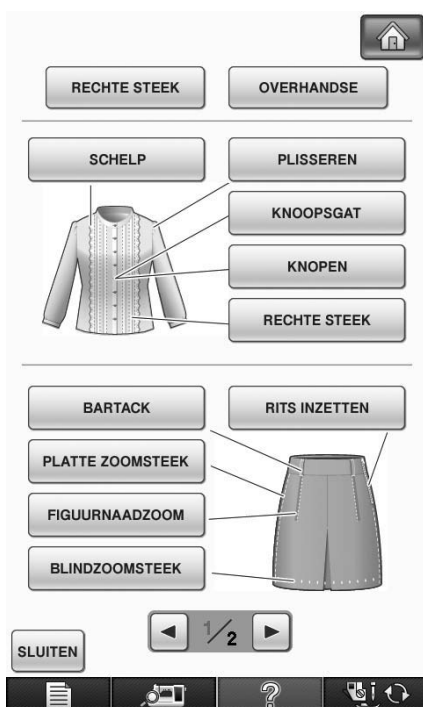 RECHTE STEEK
OVERHANDSE
SCHELP
PLISSEREN
KNOOPSGAT
KNOPEN
RECHTE STEEK
BARTACK
RITS INZETTEN
PLATTE ZOOMSTEEK
FIGUURNAADZOOM
BLINDZOOMSTEEK
1/2
SLUITEN
?